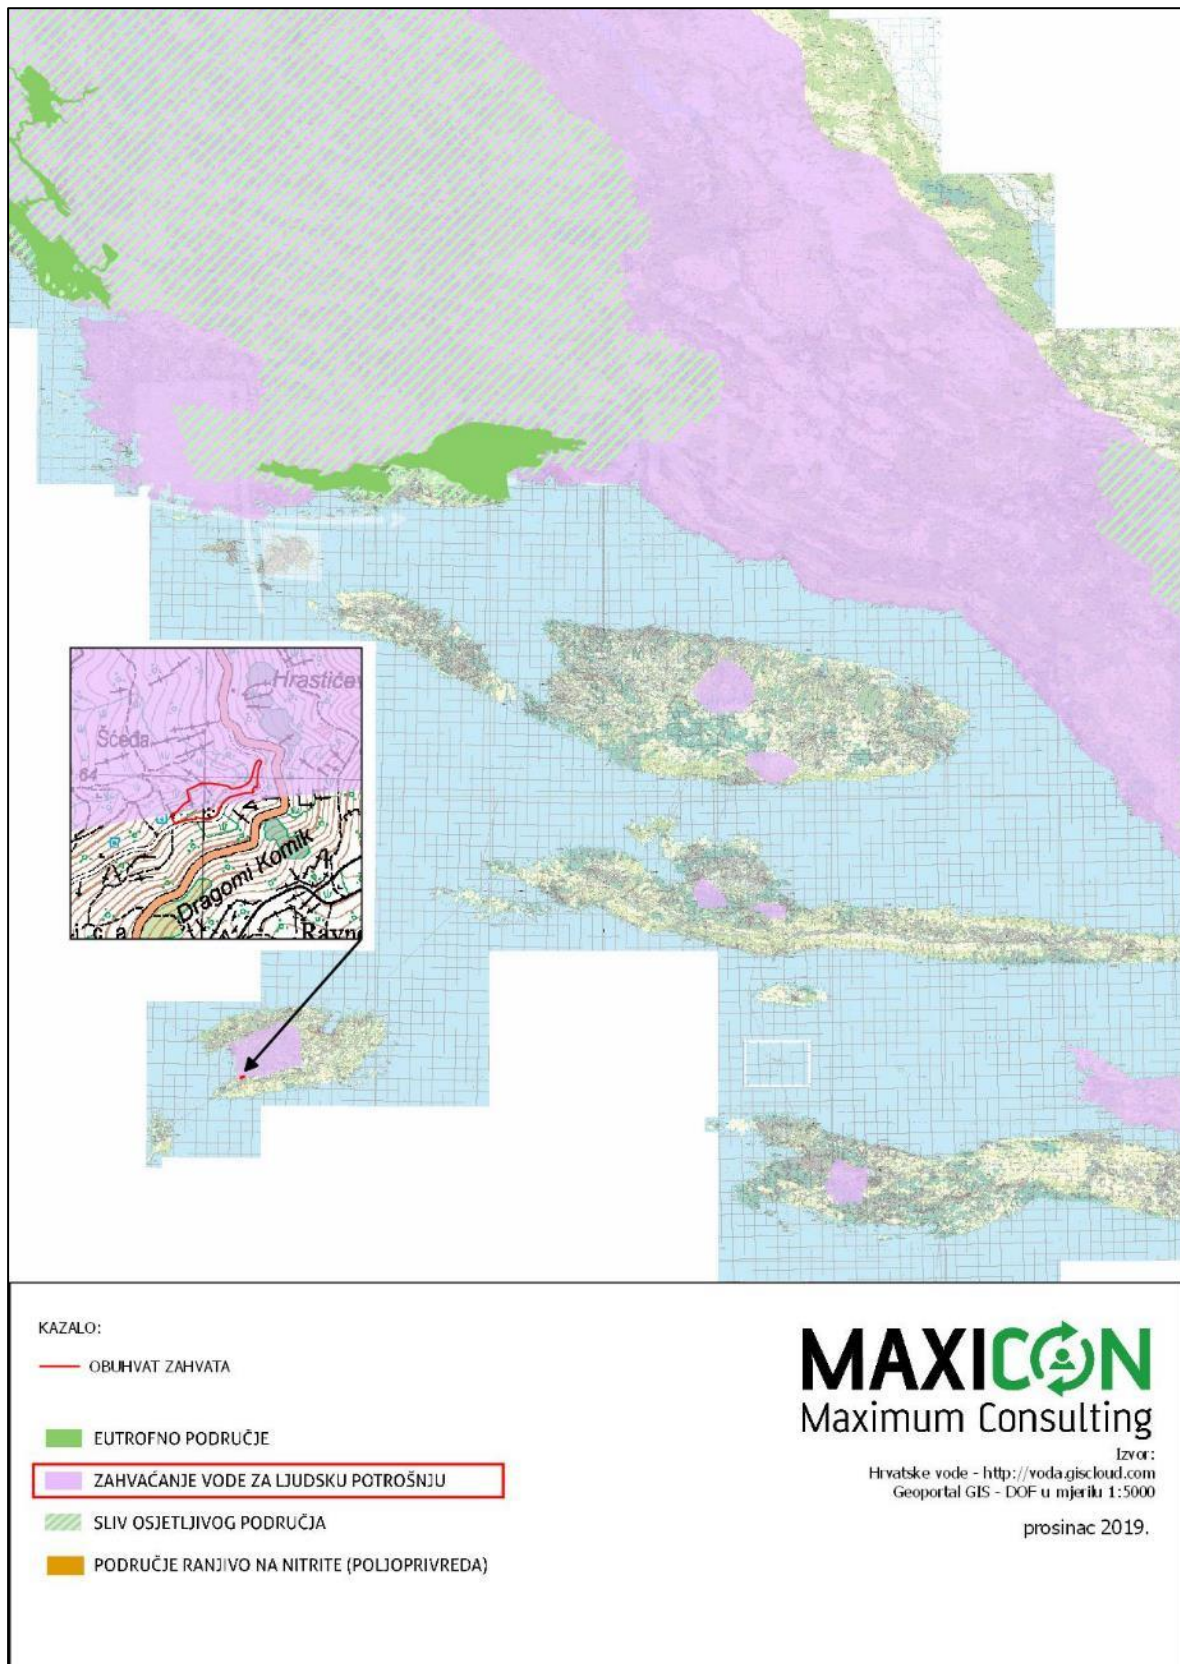 Hrastičev
Šćeđa
64
Dragomi Komik
i c a
Ravn
KAZALO:
OBUHVAT ZAHVATA
EUTROFNO PODRUČJE
ZAHVAĆANJE VODE ZA LJUDSKU POTROŠNJU
SLIV OSJETLJIVOG PODRUČJA
PODRUČJE RANJIVO NA NITRITE (POLJOPRIVREDA)
MAXICON
Maximum Consulting
Izvor:
Hrvatske vode - http://voda.giscloud.com
Geoportal GIS - DOF u mjerilu 1:5000
prosinac 2019.